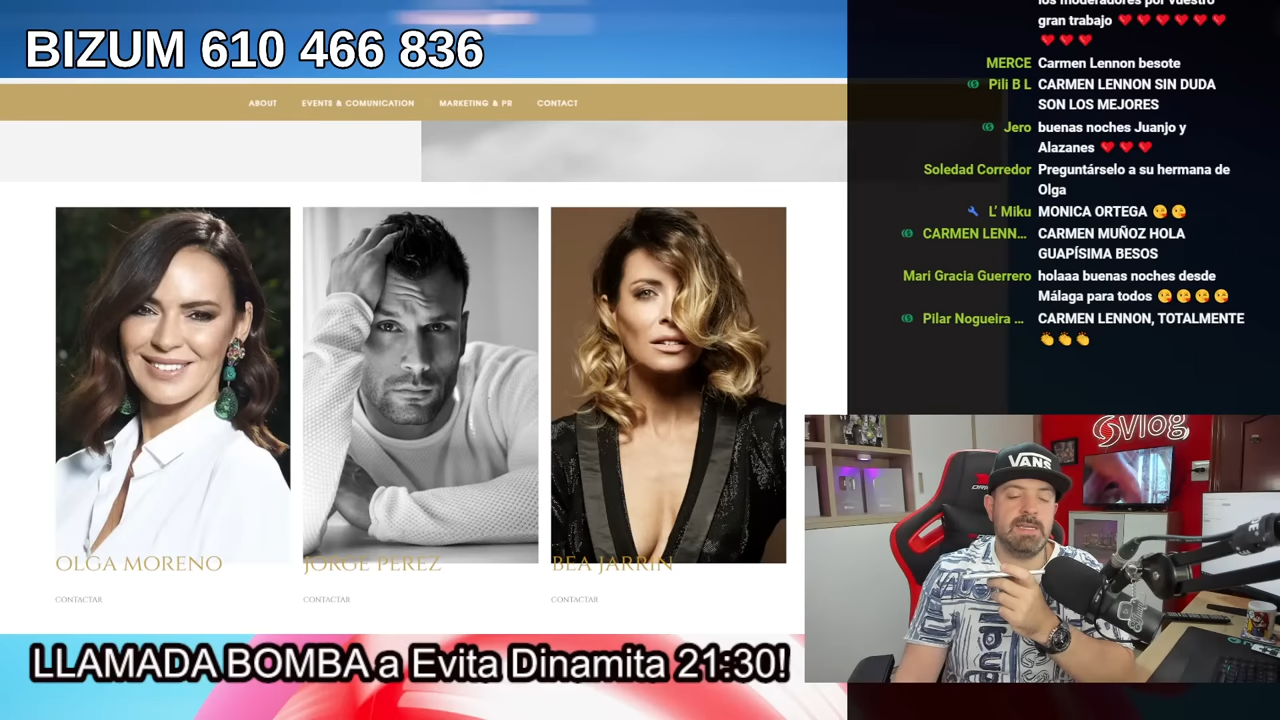 BIZUM 610 466 836
ABOUT EVENTS & COMUNICATION MARKETING & PR CONTACT
OLGA MORENO
CONTACTAR
JORGE PEREZ
CONTACTAR
BEA JARRIN
CONTACTAR
LLAMADA BOMBA a Evita Dinamita 21:30!
los moderadores por vuestro
gran trabajo ❤❤❤❤❤❤
❤❤❤
MERCE Carmen Lennon besote
Pili B L CARMEN LENNON SIN DUDA
SON LOS MEJORES
Jero buenas noches Juanjo y
Alazanes ❤❤❤
Soledad Corredor Preguntárselo a su hermana de
Olga
L' Miku MONICA ORTEGA 😘😘
CARMEN LENN... CARMEN MUÑOZ HOLA
GUAPÍSIMA BESOS
Mari Gracia Guerrero holaaa buenas noches desde
Málaga para todos 😘😘😘😘
Pilar Nogueira ... CARMEN LENNON, TOTALMENTE
👏👏👏
Vlog
VANS